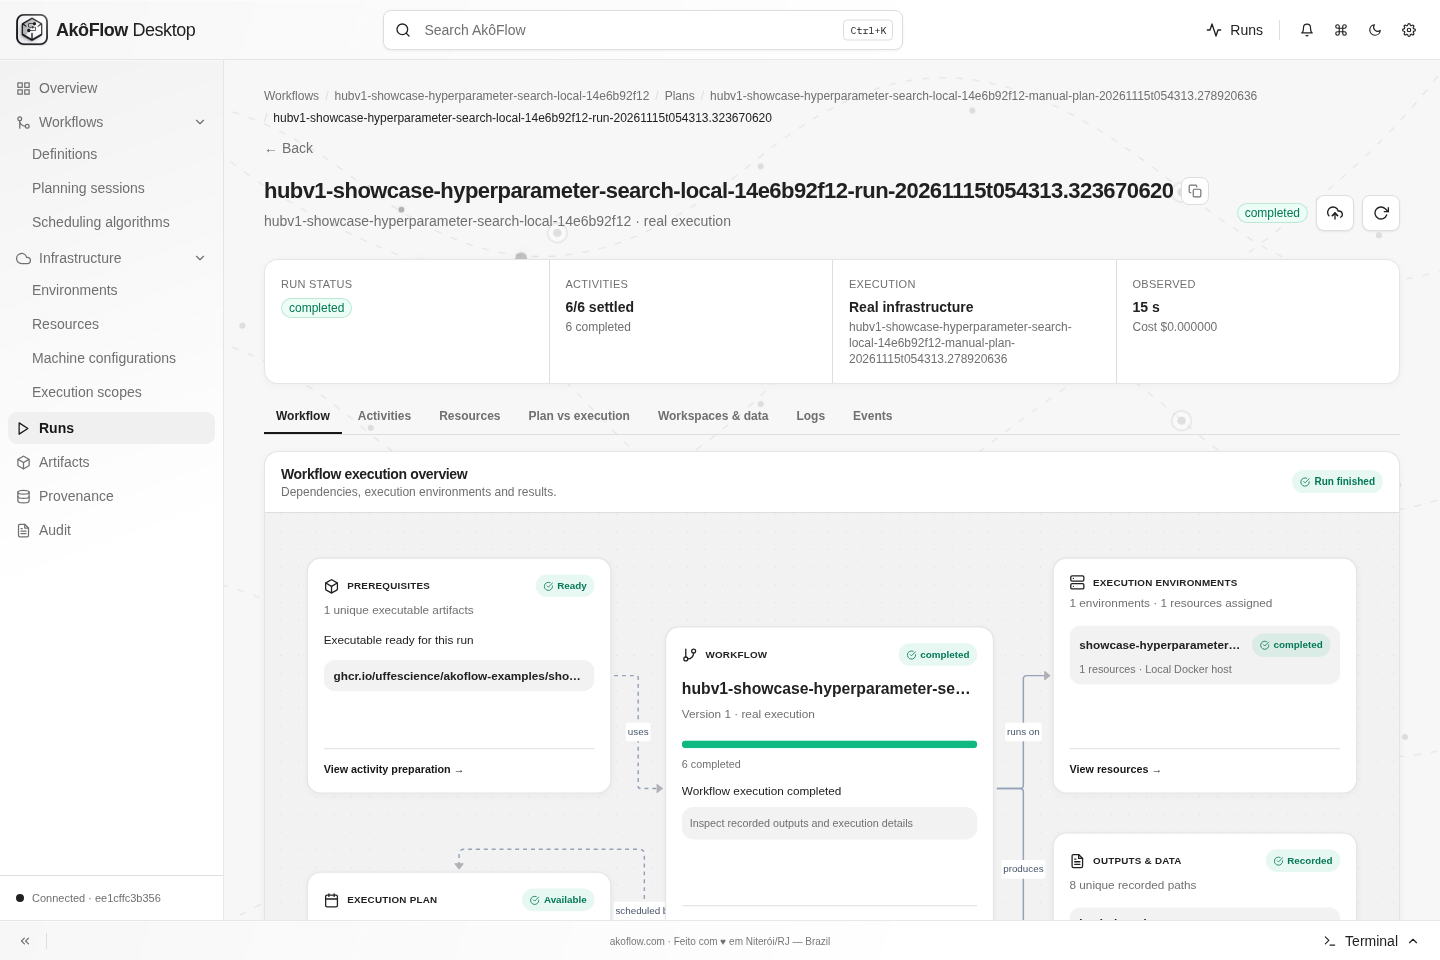 AkôFlow Desktop
Search AkôFlow
Ctrl+K
Runs
Overview
Workflows
Definitions
Planning sessions
Scheduling algorithms
Infrastructure
Environments
Resources
Machine configurations
Execution scopes
Runs
Artifacts
Provenance
Audit
Connected · ee1cffc3b356
Workflows / hubv1-showcase-hyperparameter-search-local-14e6b92f12 / Plans / hubv1-showcase-hyperparameter-search-local-14e6b92f12-manual-plan-20261115t054313.278920636
/ hubv1-showcase-hyperparameter-search-local-14e6b92f12-run-20261115t054313.323670620
← Back
hubv1-showcase-hyperparameter-search-local-14e6b92f12-run-20261115t054313.323670620
hubv1-showcase-hyperparameter-search-local-14e6b92f12 · real execution
completed
RUN STATUS
completed
ACTIVITIES
6/6 settled
6 completed
EXECUTION
Real infrastructure
hubv1-showcase-hyperparameter-search-
local-14e6b92f12-manual-plan-
20261115t054313.278920636
OBSERVED
15 s
Cost $0.000000
Workflow Activities Resources Plan vs execution Workspaces & data Logs Events
Workflow execution overview
Dependencies, execution environments and results.
Run finished
PREREQUISITES
Ready
1 unique executable artifacts
Executable ready for this run
ghcr.io/uffescience/akoflow-examples/sho…
View activity preparation →
uses
WORKFLOW
completed
hubv1-showcase-hyperparameter-se…
Version 1 · real execution
6 completed
Workflow execution completed
Inspect recorded outputs and execution details
runs on
produces
EXECUTION ENVIRONMENTS
1 environments · 1 resources assigned
showcase-hyperparameter…
completed
1 resources · Local Docker host
View resources →
EXECUTION PLAN
Available
scheduled b
OUTPUTS & DATA
Recorded
8 unique recorded paths
akoflow.com · Feito com ♥ em Niterói/RJ — Brazil
Terminal